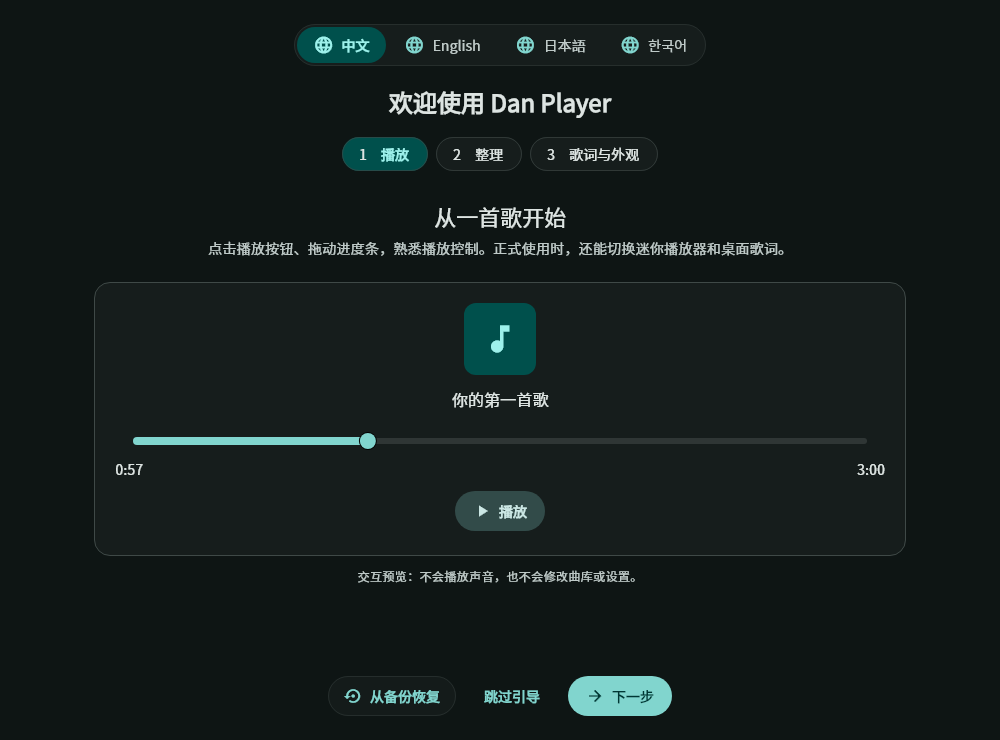 中文 English 日本語 한국어
欢迎使用 Dan Player
1 播放 2 整理 3 歌词与外观
从一首歌开始
点击播放按钮、拖动进度条，熟悉播放控制。正式使用时，还能切换迷你播放器和桌面歌词。
你的第一首歌
0:57 3:00
播放
交互预览：不会播放声音，也不会修改曲库或设置。
从备份恢复 跳过引导 下一步